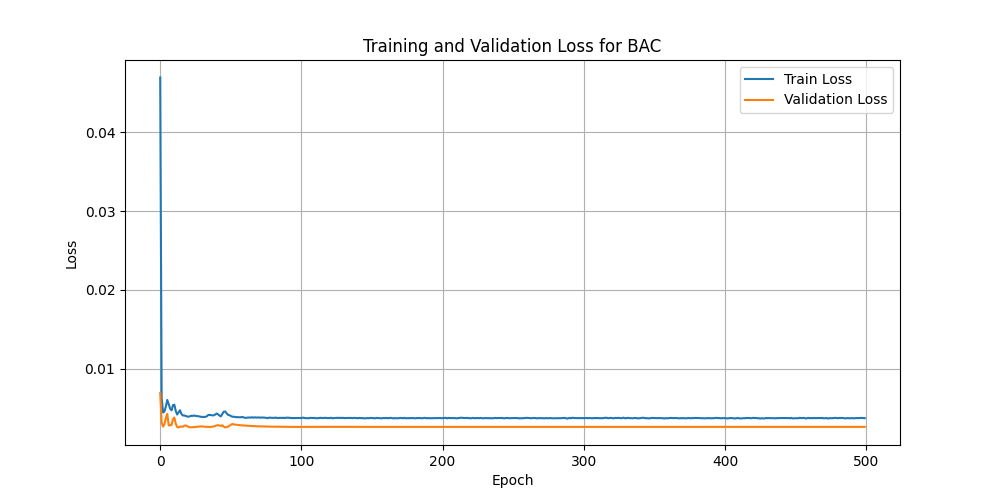 Training and Validation Loss for BAC
Train Loss
Validation Loss
0.04
0.03
0.02
0.01
Loss
0
100
200
300
400
500
Epoch